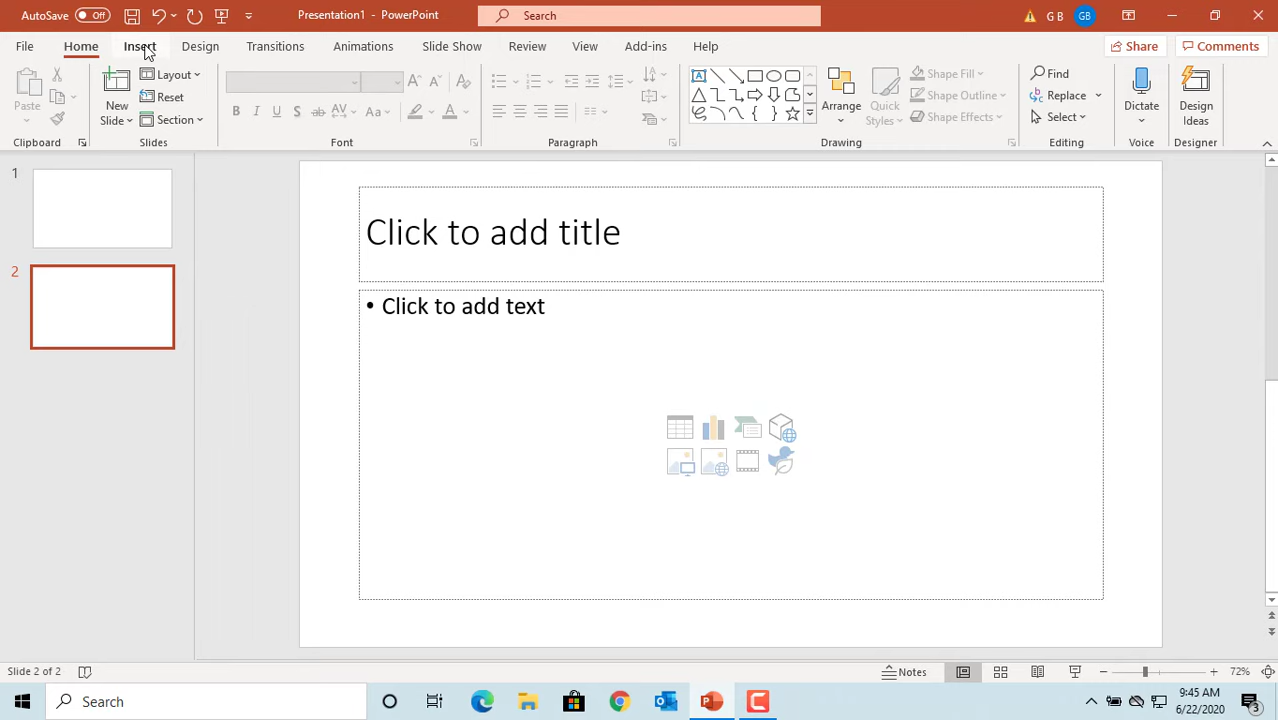 AutoSave Off Presentation1 - PowerPoint Search G B GB
File Home Insert Design Transitions Animations Slide Show Review View Add-ins Help Share Comments
Paste New Slide Layout Reset Section Aa Arrange Quick Styles Shape Fill Shape Outline Shape Effects Find Replace Select Dictate Design Ideas
Clipboard Slides Font Paragraph Drawing Editing Voice Designer
1
Click to add title
2
• Click to add text
Slide 2 of 2 Notes 72%
Search 9:45 AM
6/22/2020 3